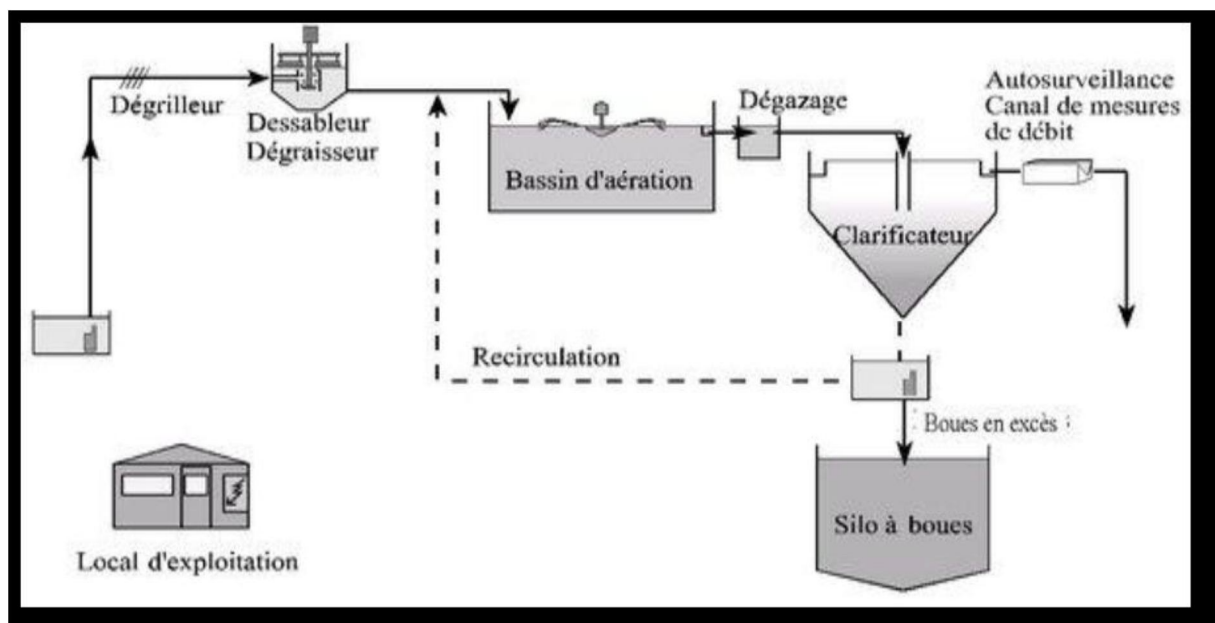 Dégrilleur
Dessableur
Dégraisseur
Bassin d'aération
Dégazage
Clarificateur
Autosurveillance
Canal de mesures
de débit
Recirculation
Boues en excès :
Silo à boues
Local d'exploitation